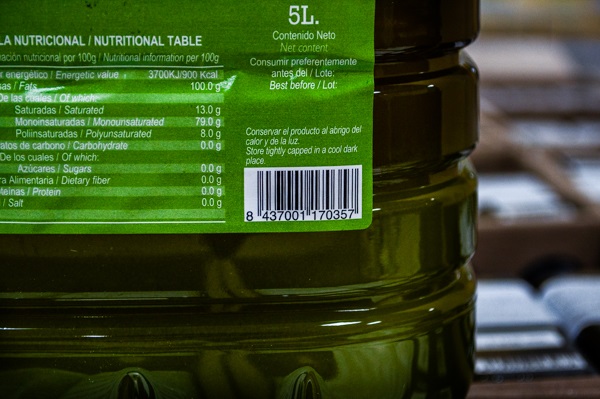 5L.
Contenido Neto
Net content
Consumir preferentemente
antes del / Lote:
Best before / Lot:
LA NUTRICIONAL / NUTRITIONAL TABLE
nutricional por 100g / Nutritional information per 100g
energético / Energetic value : 3700KJ/900 Kcal
/ Fats 100.0 g
De las cuales / Of which:
Saturadas / Saturated 13.0 g
Monoinsaturadas / Monounsaturated 79.0 g
Poliinsaturadas / Polyunsaturated 8.0 g
de carbono / Carbohydrate 0.0 g
De los cuales / Of which:
Azúcares / Sugars 0.0 g
Alimentaria / Dietary fiber 0.0 g
/ Protein 0.0 g
/ Salt 0.0 g
Conservar el producto al abrigo del
calor y de la luz.
Store tightly capped in a cool dark
place.
8 437001 170357